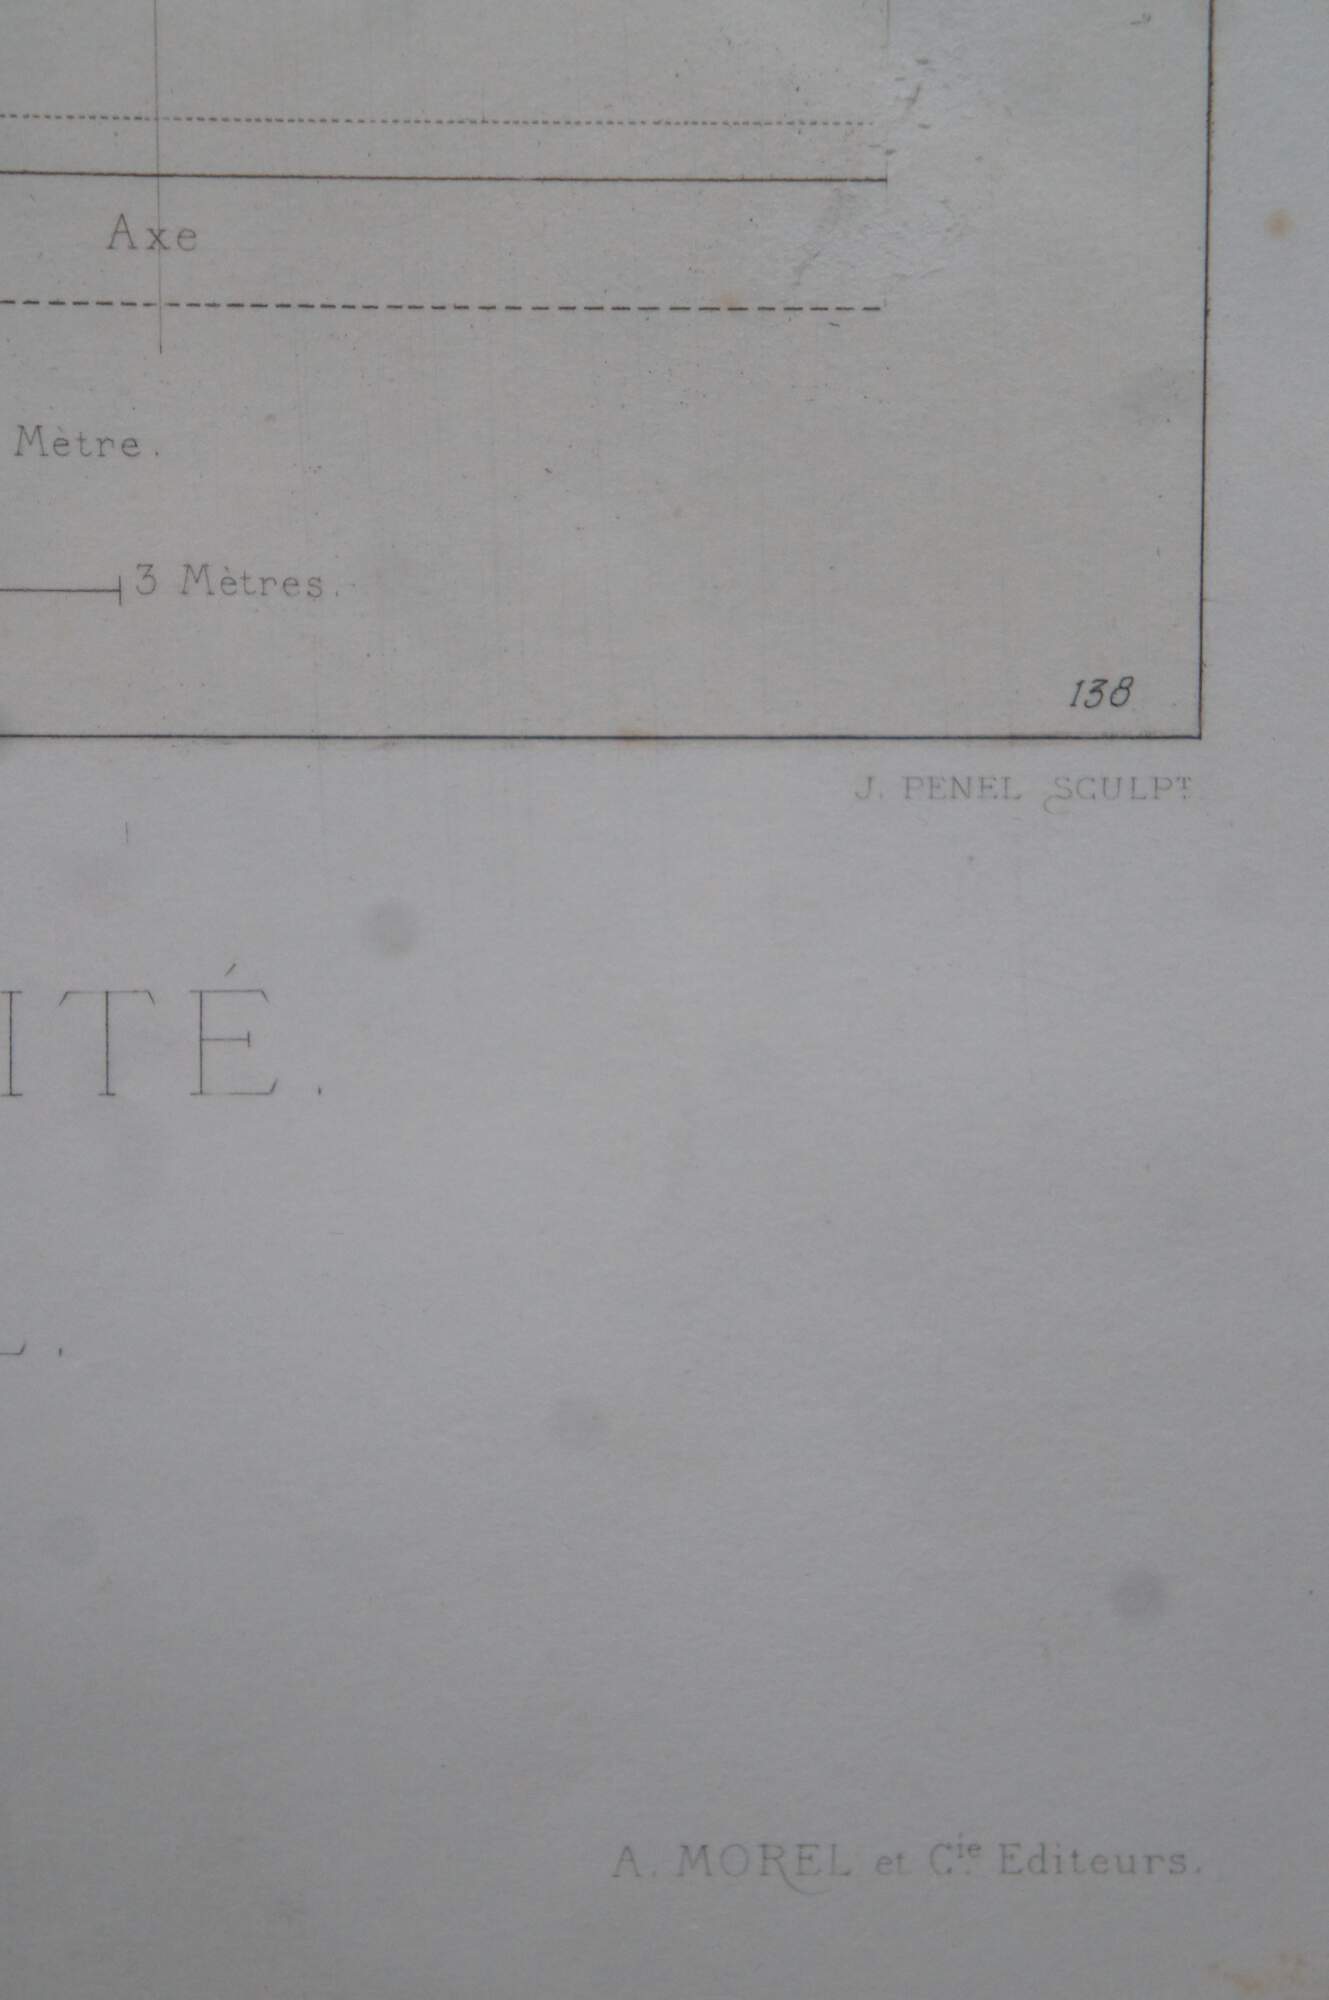 Axe
Mètre.
3 Mètres.
138
J. PENEL SCULPT.
ITÉ.
A. MOREL et Cie Editeurs.